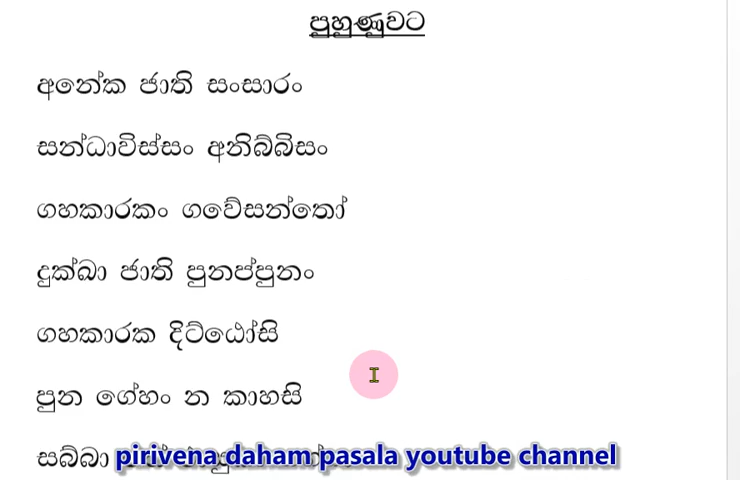 පුහුණුවට
අනේක ජාති සංසාරං
සන්ධාවිස්සං අනිබ්බිසං
ගහකාරකං ගවේසන්තෝ
දුක්ඛා ජාති පුනප්පුනං
ගහකාරක දිට්ඨෝසි
පුන ගේහං න කාහසි
සබ්බා
pirivena daham pasala youtube channel